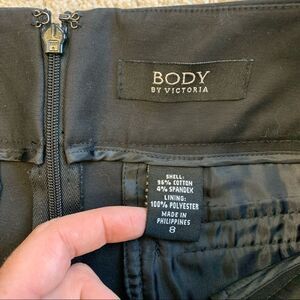 BODY
BY VICTORIA
SHELL:
96% COTTON
4% SPANDEX
LINING:
100% POLYESTER
MADE IN
PHILIPPINES
8